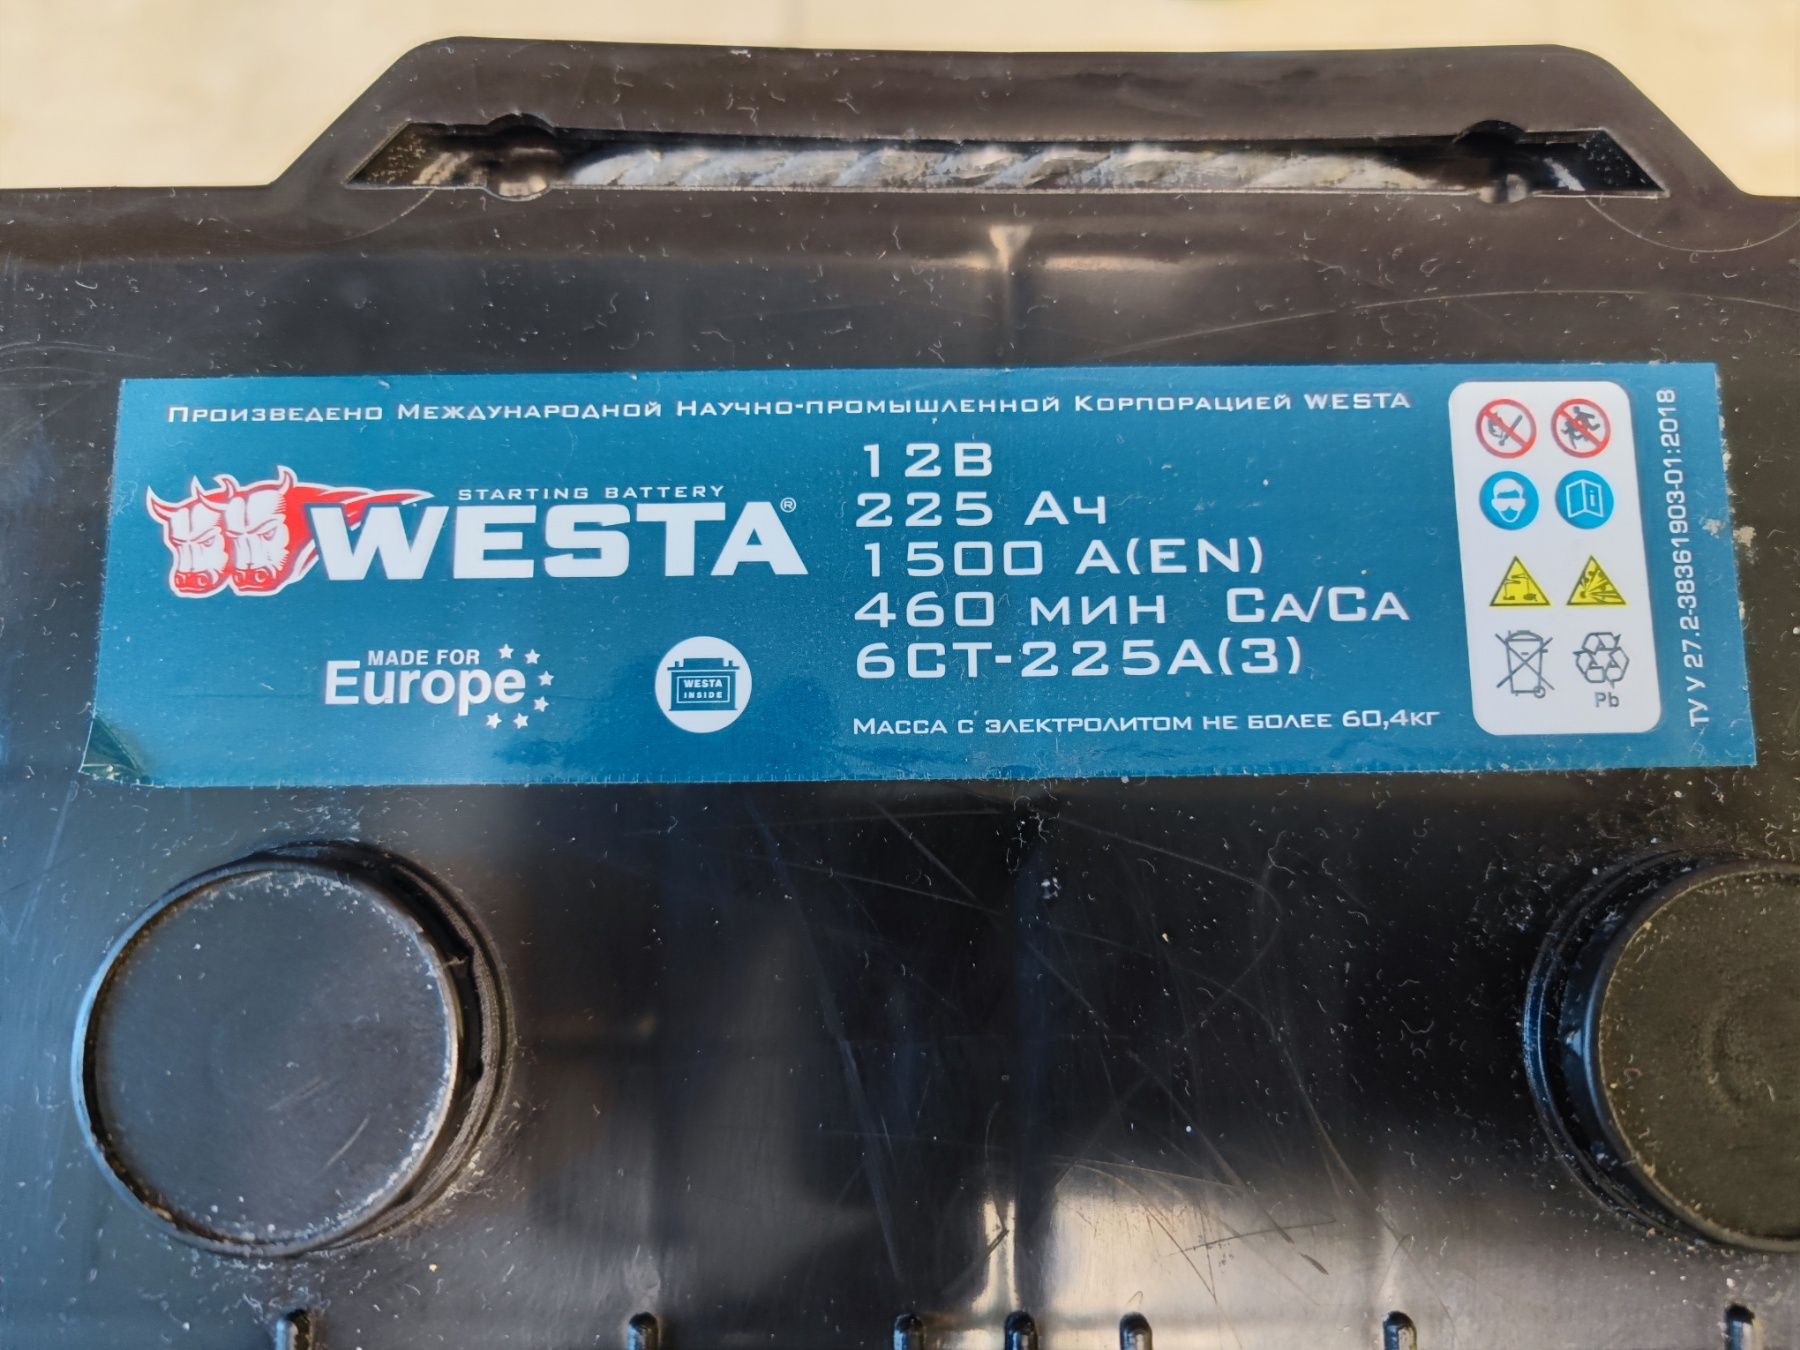 Произведено Международной Научно-промышленной Корпорацией WESTA
STARTING BATTERY
WESTA®
12В
225 Ач
1500 А(EN)
460 мин Ca/Ca
6СТ-225А(3)
MADE FOR
Europe
WESTA
INSIDE
Масса с электролитом не более 60,4кг
Pb
ТУ У 27.2-38361903-01:2018